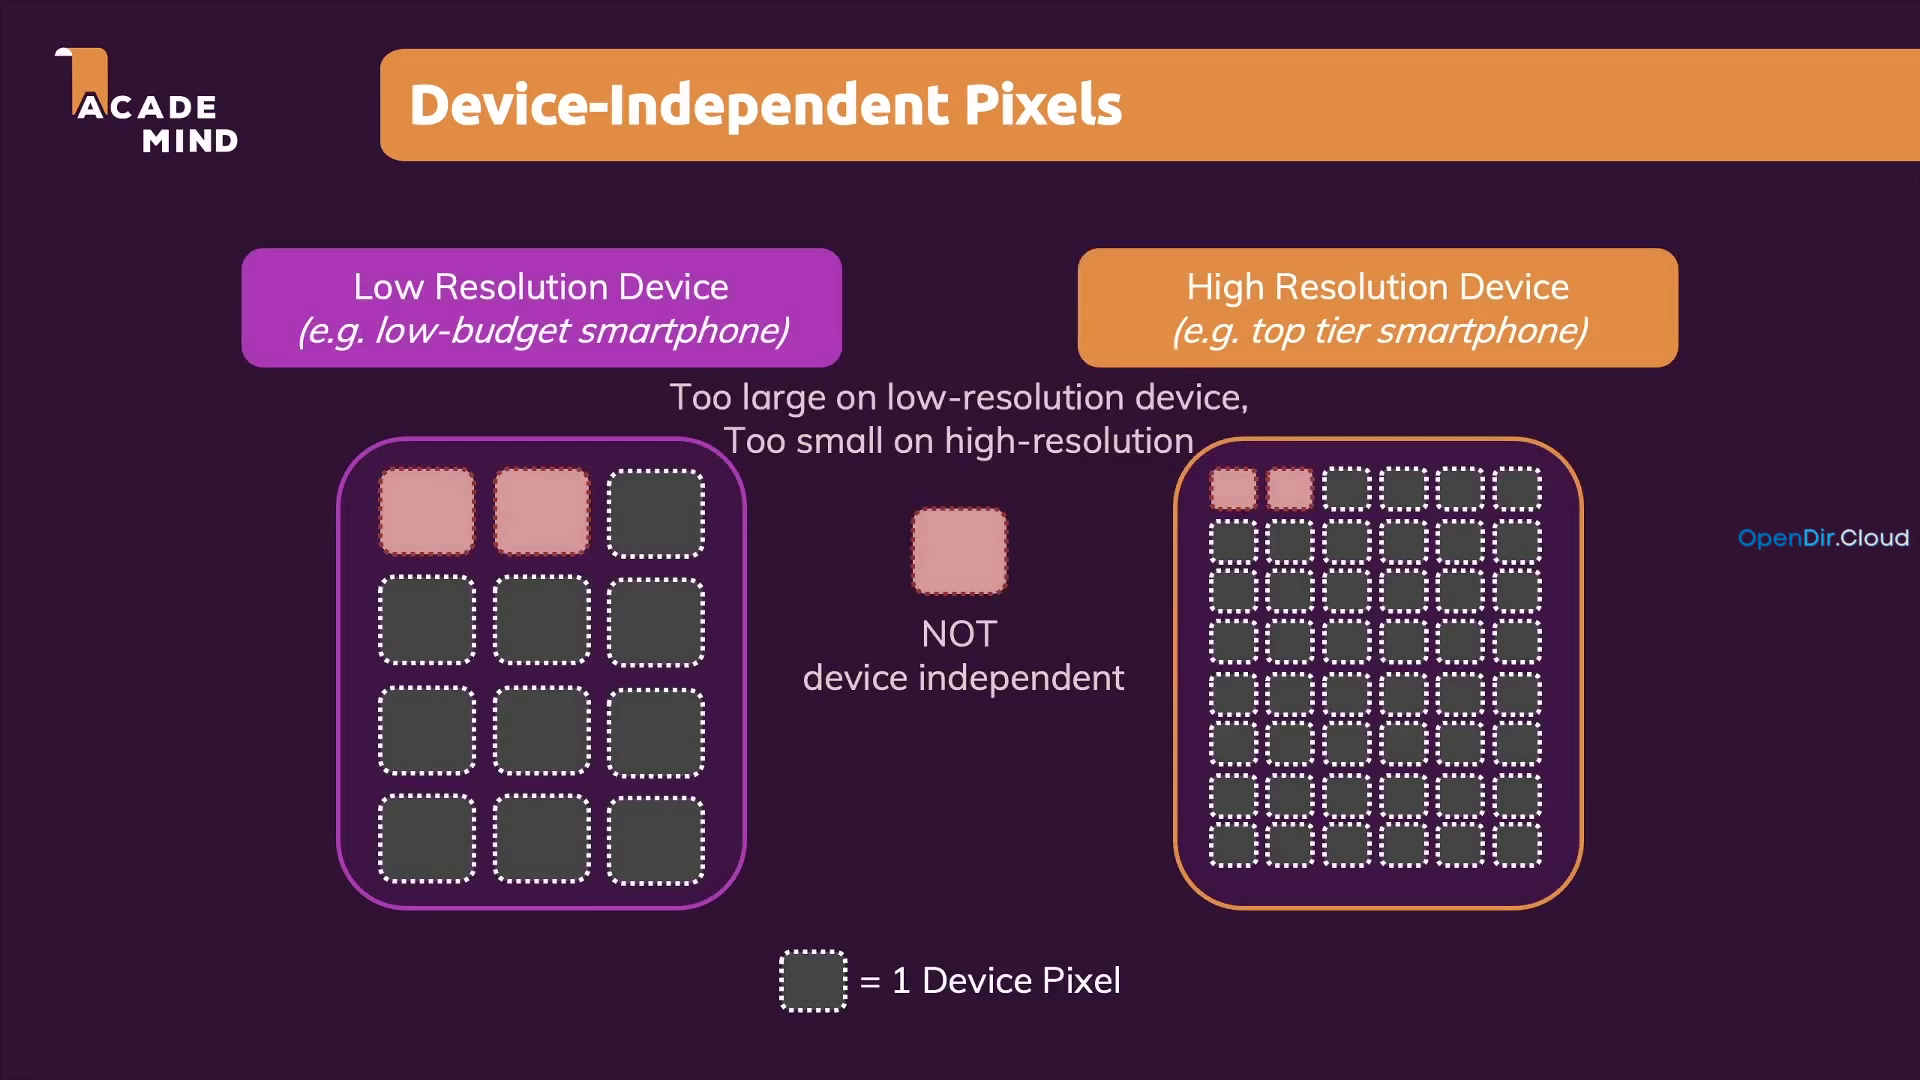 ACADE
MIND
Device-Independent Pixels
Low Resolution Device
(e.g. low-budget smartphone)
High Resolution Device
(e.g. top tier smartphone)
Too large on low-resolution device,
Too small on high-resolution
NOT
device independent
OpenDir.Cloud
= 1 Device Pixel